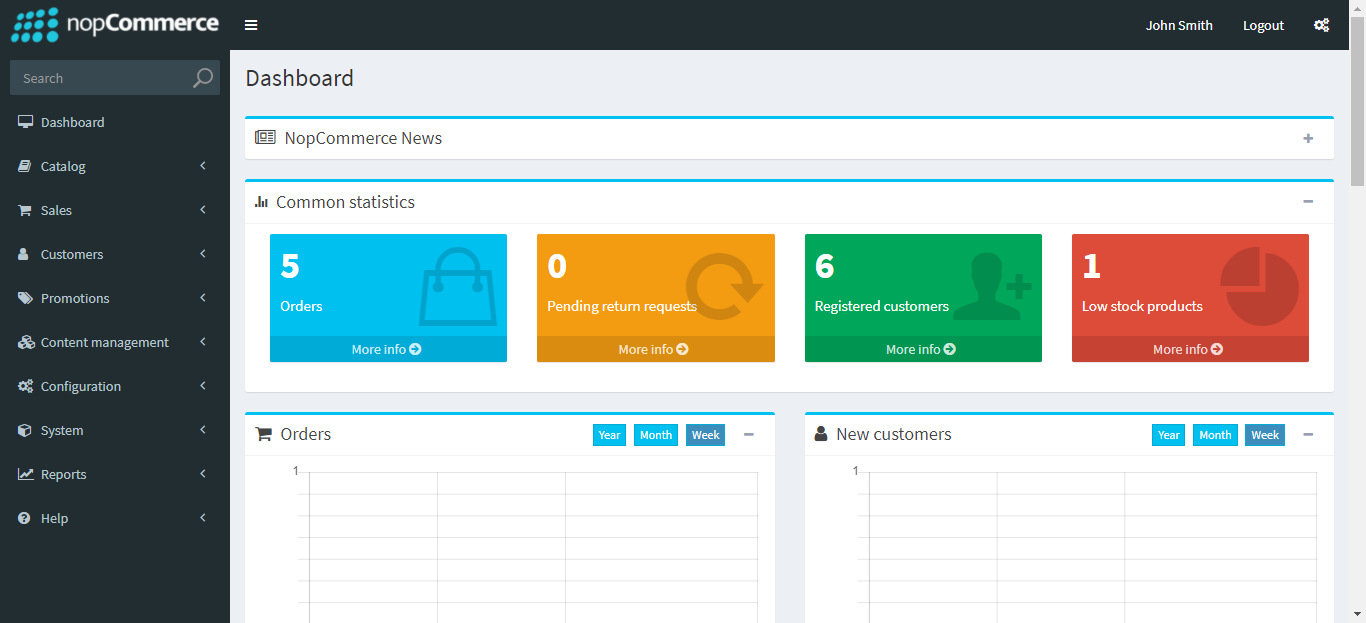 nopCommerce
John Smith
Logout
Search
Dashboard
Catalog
Sales
Customers
Promotions
Content management
Configuration
System
Reports
Help
Dashboard
NopCommerce News
Common statistics
5
Orders
More info
0
Pending return requests
More info
6
Registered customers
More info
1
Low stock products
More info
Orders
Year
Month
Week
1
New customers
Year
Month
Week
1